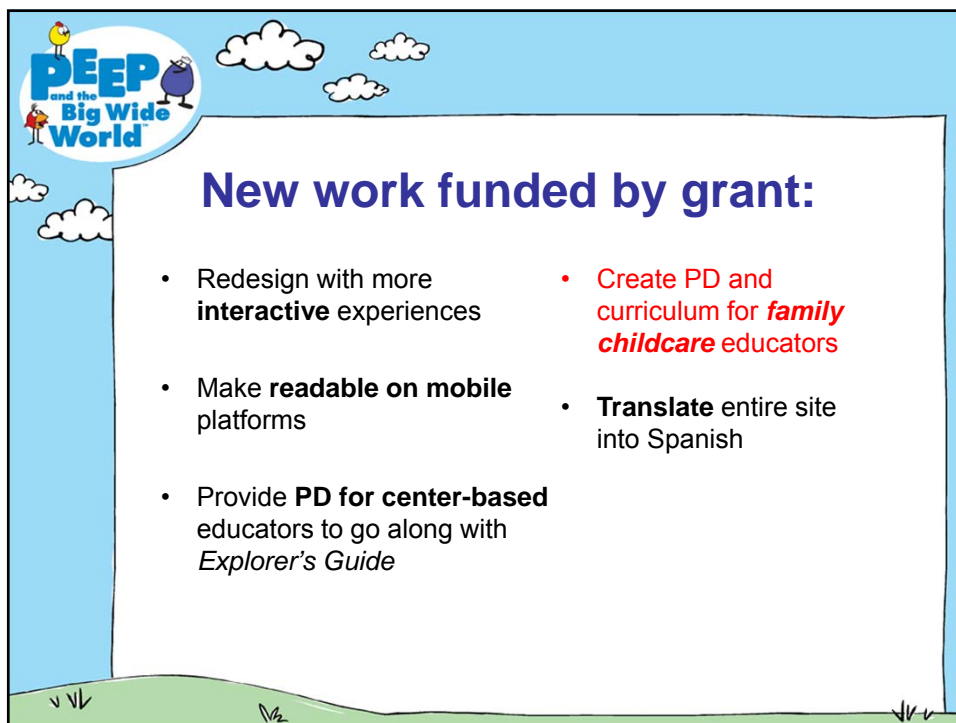 PEEP
and the
Big Wide
World™
New work funded by grant:
• Redesign with more
interactive experiences
• Make readable on mobile
platforms
• Provide PD for center-based
educators to go along with
Explorer's Guide
• Create PD and
curriculum for family
childcare educators
• Translate entire site
into Spanish